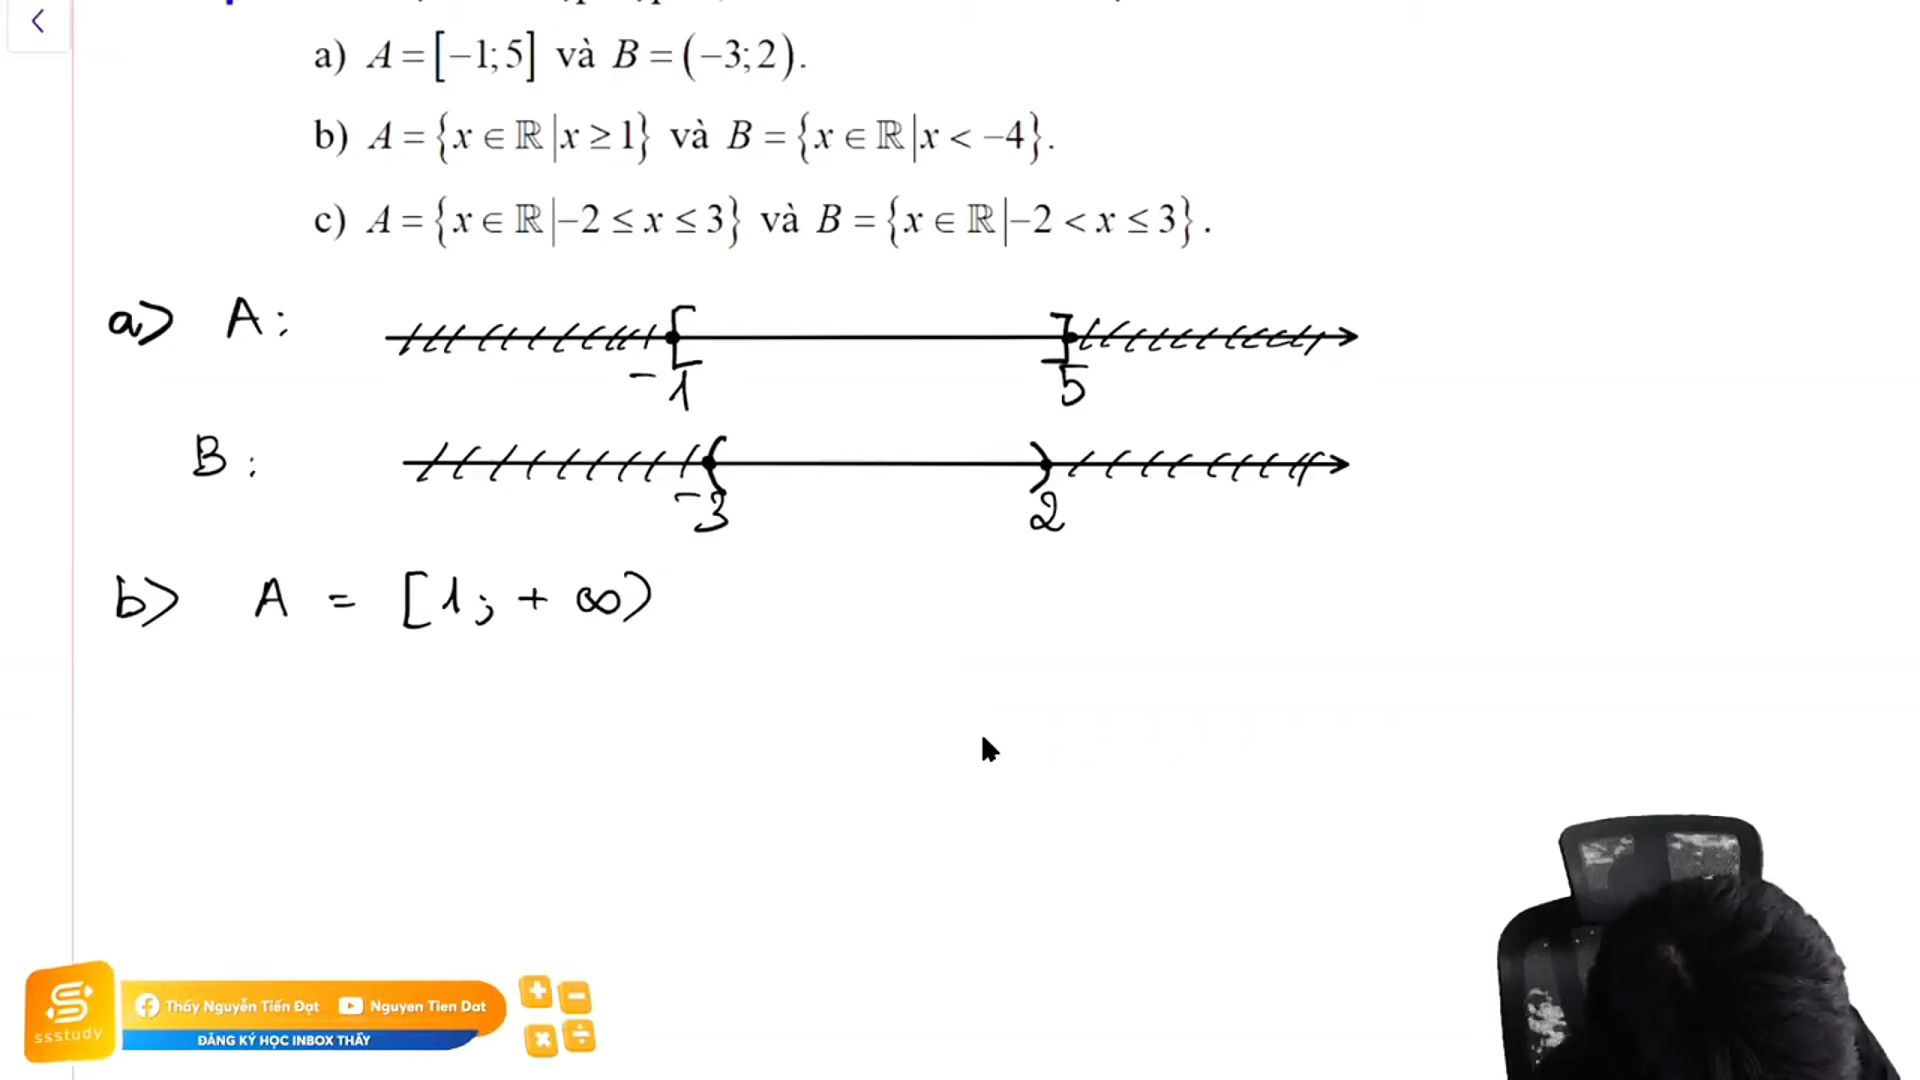 a) A = [−1; 5] và B = (−3; 2).
b) A = {x ∈ ℝ | x ≥ 1} và B = {x ∈ ℝ | x < −4}.
c) A = {x ∈ ℝ | −2 ≤ x ≤ 3} và B = {x ∈ ℝ | −2 < x ≤ 3}.
a) A:
-1 5
B:
-3 2
b) A = [1; +∞)
Thầy Nguyễn Tiến Đạt Nguyen Tien Dat
ssstudy
ĐĂNG KÝ HỌC INBOX THẦY